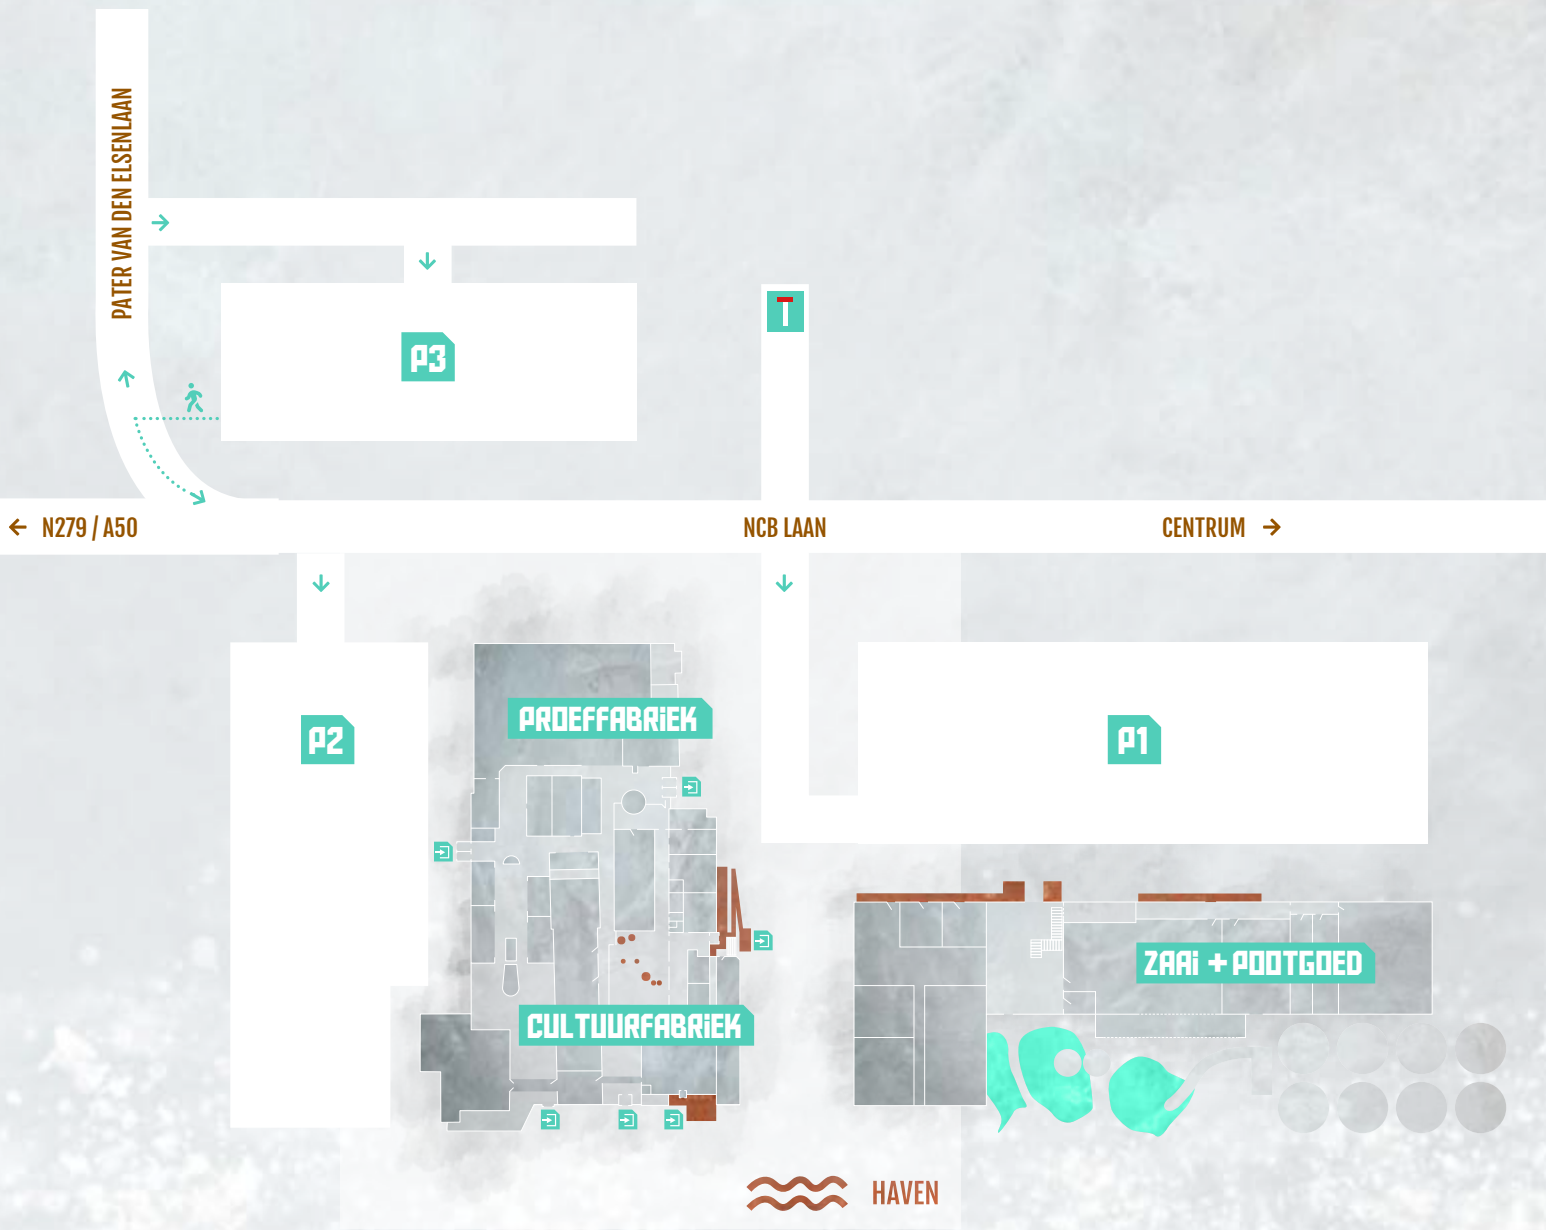 PATER VAN DEN ELSENLAAN
P3
← N279 / A50
NCB LAAN
CENTRUM →
PROEFFABRiEK
P2
P1
ZAAi + POOTGOED
CULTUURFABRiEK
HAVEN